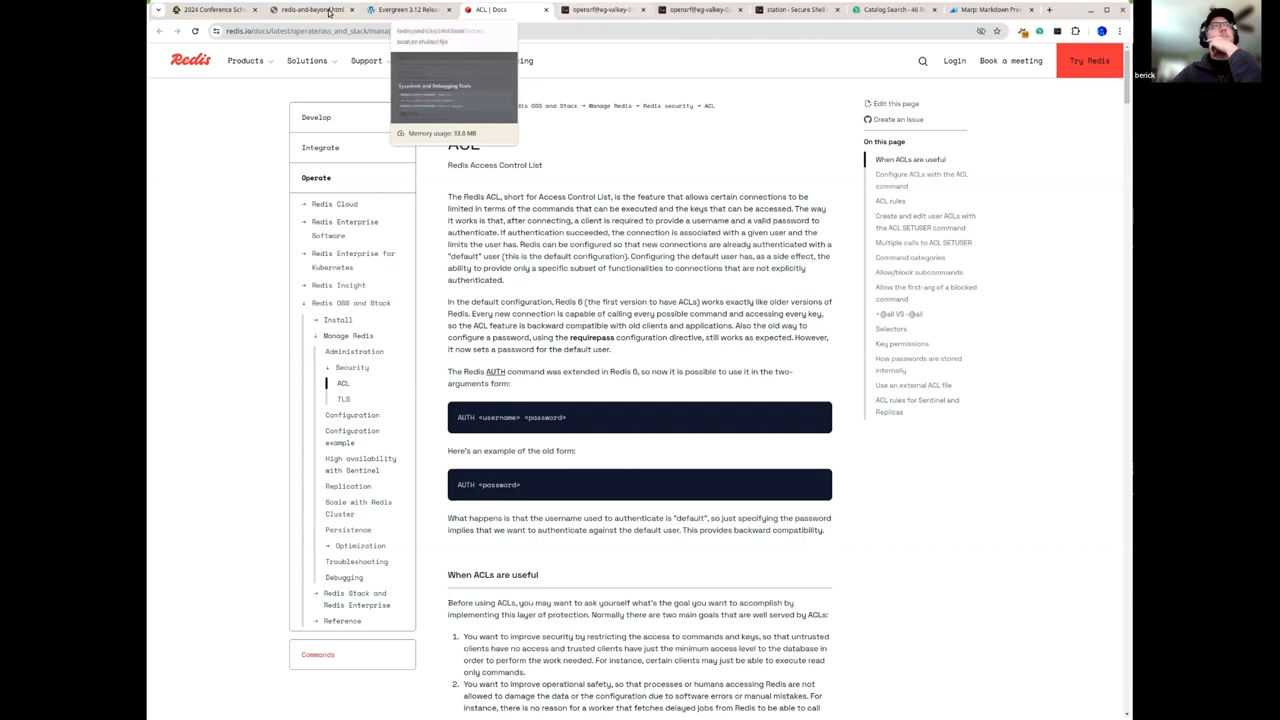 2024 Conference Sche
redis-and-beyond.html
Evergreen 3.12 Relea
ACL | Docs
opensrf@eg-valkey-01
opensrf@eg-valkey-02
station - Secure Shell
Catalog Search - 46 R
Marp: Markdown Pres
redis.io/docs/latest/operate/oss_and_stack/manag
Redis
Products
Solutions
Support
cing
Login
Book a meeting
Try Redis
Sysadmin and Debugging Tools
Memory usage: 33.0 MB
berick
Develop
Integrate
Operate
Redis Cloud
Redis Enterprise
Software
Redis Enterprise for
Kubernetes
Redis Insight
Redis OSS and Stack
Install
Manage Redis
Administration
Security
ACL
TLS
Configuration
Configuration
example
High availability
with Sentinel
Replication
Scale with Redis
Cluster
Persistence
Optimization
Troubleshooting
Debugging
Redis Stack and
Redis Enterprise
Reference
Commands
dis OSS and Stack → Manage Redis → Redis security → ACL
ACL
Redis Access Control List
The Redis ACL, short for Access Control List, is the feature that allows certain connections to be
limited in terms of the commands that can be executed and the keys that can be accessed. The way
it works is that, after connecting, a client is required to provide a username and a valid password to
authenticate. If authentication succeeded, the connection is associated with a given user and the
limits the user has. Redis can be configured so that new connections are already authenticated with a
"default" user (this is the default configuration). Configuring the default user has, as a side effect, the
ability to provide only a specific subset of functionalities to connections that are not explicitly
authenticated.
In the default configuration, Redis 6 (the first version to have ACLs) works exactly like older versions of
Redis. Every new connection is capable of calling every possible command and accessing every key,
so the ACL feature is backward compatible with old clients and applications. Also the old way to
configure a password, using the requirepass configuration directive, still works as expected. However,
it now sets a password for the default user.
The Redis AUTH command was extended in Redis 6, so now it is possible to use it in the two-
arguments form:
AUTH <username> <password>
Here's an example of the old form:
AUTH <password>
What happens is that the username used to authenticate is "default", so just specifying the password
implies that we want to authenticate against the default user. This provides backward compatibility.
When ACLs are useful
Before using ACLs, you may want to ask yourself what's the goal you want to accomplish by
implementing this layer of protection. Normally there are two main goals that are well served by ACLs:
1. You want to improve security by restricting the access to commands and keys, so that untrusted
clients have no access and trusted clients have just the minimum access level to the database in
order to perform the work needed. For instance, certain clients may just be able to execute read
only commands.
2. You want to improve operational safety, so that processes or humans accessing Redis are not
allowed to damage the data or the configuration due to software errors or manual mistakes. For
instance, there is no reason for a worker that fetches delayed jobs from Redis to be able to call
Edit this page
Create an issue
On this page
When ACLs are useful
Configure ACLs with the ACL
command
ACL rules
Create and edit user ACLs with
the ACL SETUSER command
Multiple calls to ACL SETUSER
Command categories
Allow/block subcommands
Allow the first-arg of a blocked
command
+@all VS -@all
Selectors
Key permissions
How passwords are stored
internally
Use an external ACL file
ACL rules for Sentinel and
Replicas